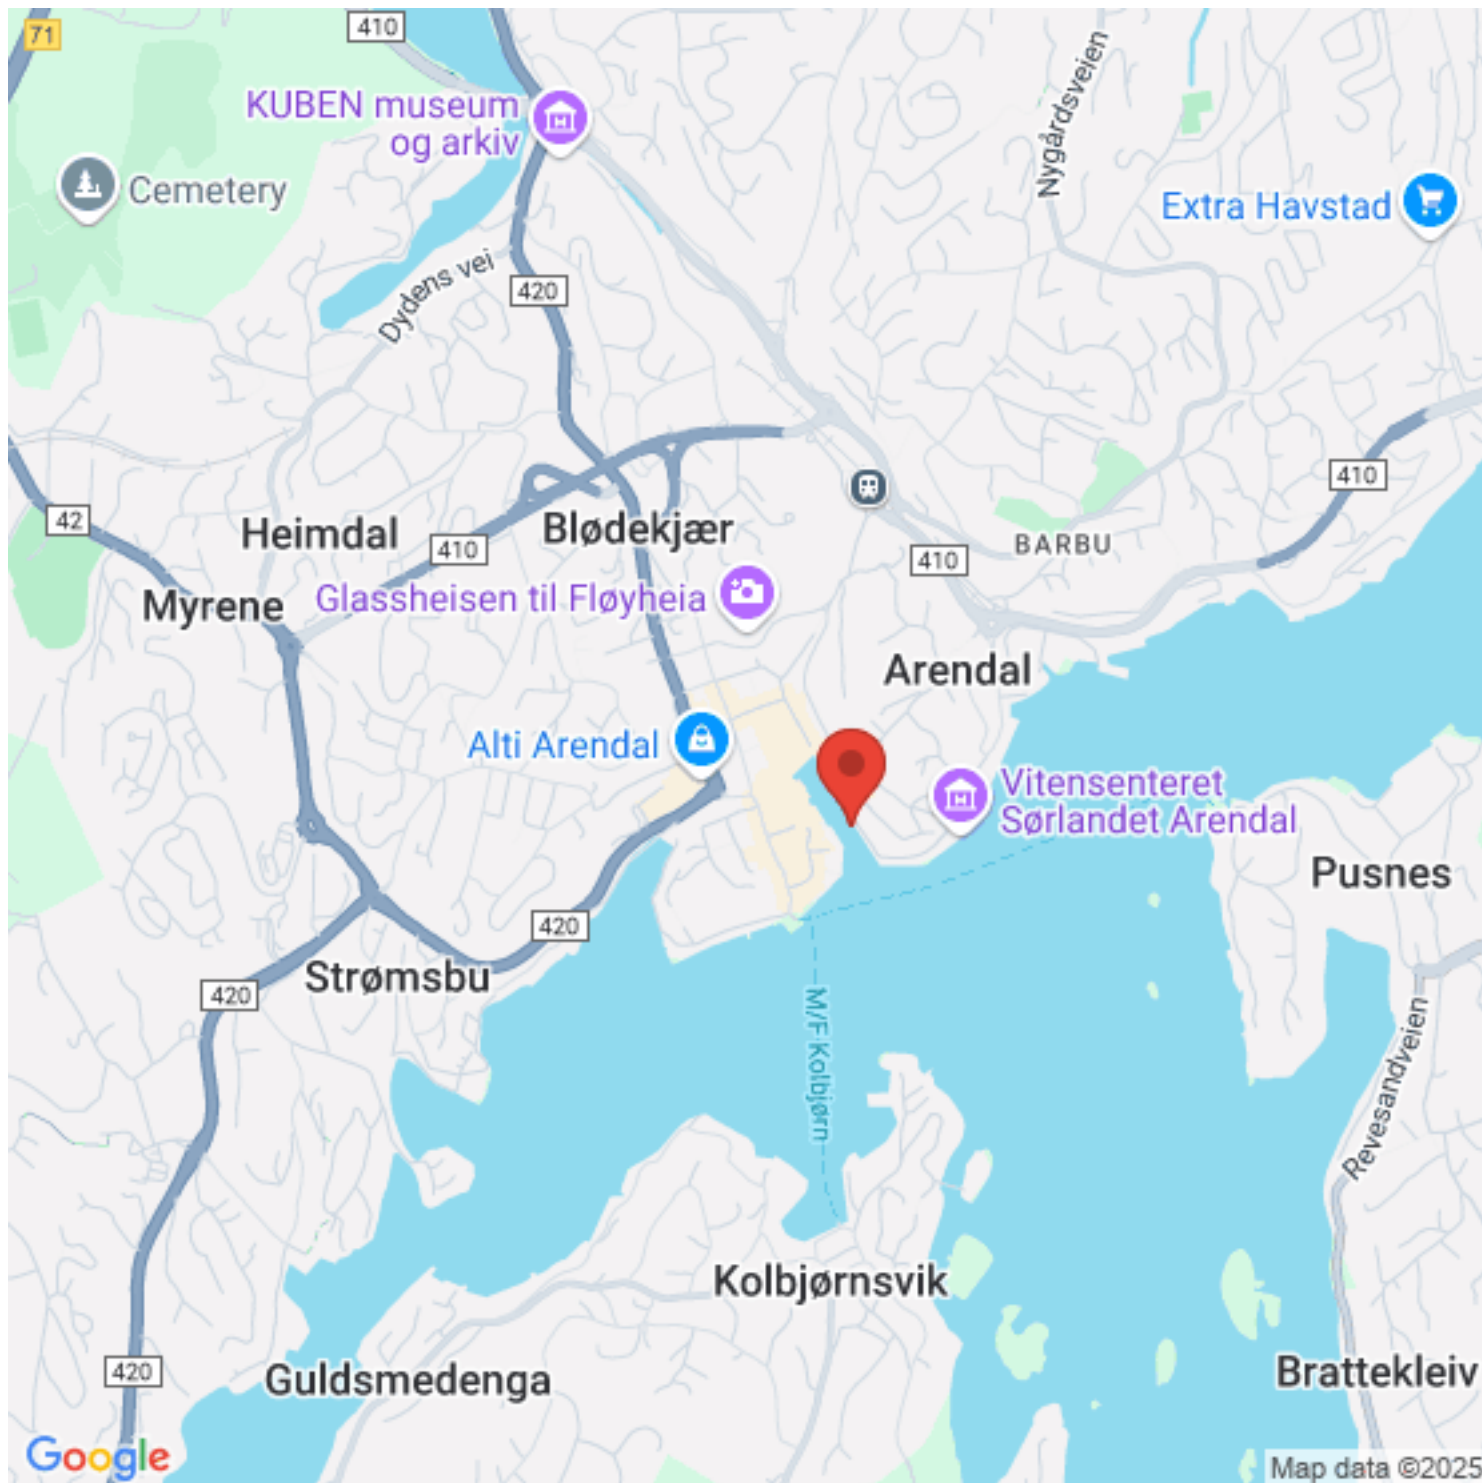 71
410
KUBEN museum
og arkiv
Nygårdsveien
Cemetery
Extra Havstad
Dydens vei
420
410
42
Heimdal
410
Blødekjær
410
BARBU
Myrene
Glassheisen til Fløyheia
Arendal
Alti Arendal
Vitensenteret
Sørlandet Arendal
Pusnes
420
Strømsbu
420
M/F Kolbjørn
Revesandveien
Kolbjørnsvik
420
Guldsmedenga
Brattekleiv
Google
Map data ©2025